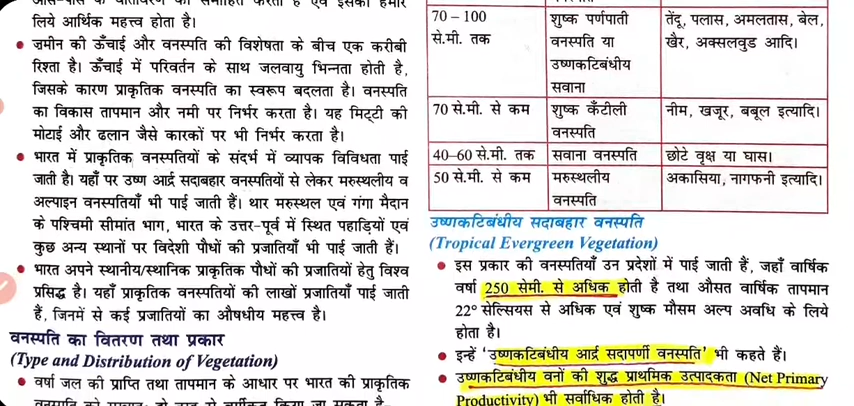 आस-पास के वातावरण को समाहित करता है एवं इसका हमारे
लिये आर्थिक महत्त्व होता है।
● ज़मीन की ऊँचाई और वनस्पति की विशेषता के बीच एक करीबी
रिश्ता है। ऊँचाई में परिवर्तन के साथ जलवायु भिन्नता होती है,
जिसके कारण प्राकृतिक वनस्पति का स्वरूप बदलता है। वनस्पति
का विकास तापमान और नमी पर निर्भर करता है। यह मिट्टी की
मोटाई और ढलान जैसे कारकों पर भी निर्भर करता है।
● भारत में प्राकृतिक वनस्पतियों के संदर्भ में व्यापक विविधता पाई
जाती है। यहाँ पर उष्ण आर्द्र सदाबहार वनस्पतियों से लेकर मरुस्थलीय व
अल्पाइन वनस्पतियाँ भी पाई जाती हैं। थार मरुस्थल एवं गंगा मैदान
के पश्चिमी सीमांत भाग, भारत के उत्तर-पूर्व में स्थित पहाड़ियों एवं
कुछ अन्य स्थानों पर विदेशी पौधों की प्रजातियाँ भी पाई जाती हैं।
● भारत अपने स्थानीय/स्थानिक प्राकृतिक पौधों की प्रजातियों हेतु विश्व
प्रसिद्ध है। यहाँ प्राकृतिक वनस्पतियों की लाखों प्रजातियाँ पाई जाती
हैं, जिनमें से कई प्रजातियों का औषधीय महत्त्व है।
वनस्पति का वितरण तथा प्रकार
(Type and Distribution of Vegetation)
● वर्षा जल की प्राप्ति तथा तापमान के आधार पर भारत की प्राकृतिक
वनस्पति को
70 – 100 शुष्क पर्णपाती तेंदू, पलास, अमलतास, बेल,
से.मी. तक वनस्पति या खैर, अक्सलवुड आदि।
उष्णकटिबंधीय
सवाना
70 से.मी. से कम शुष्क कँटीली नीम, खजूर, बबूल इत्यादि।
वनस्पति
40–60 से.मी. तक सवाना वनस्पति छोटे वृक्ष या घास।
50 से.मी. से कम मरुस्थलीय अकासिया, नागफनी इत्यादि।
वनस्पति
उष्णकटिबंधीय सदाबहार वनस्पति
(Tropical Evergreen Vegetation)
● इस प्रकार की वनस्पतियाँ उन प्रदेशों में पाई जाती हैं, जहाँ वार्षिक
वर्षा 250 सेमी. से अधिक होती है तथा औसत वार्षिक तापमान
22° सेल्सियस से अधिक एवं शुष्क मौसम अल्प अवधि के लिये
होता है।
● इन्हें 'उष्णकटिबंधीय आर्द्र सदापर्णी वनस्पति' भी कहते हैं।
● उष्णकटिबंधीय वनों की शुद्ध प्राथमिक उत्पादकता (Net Primary
Productivity) भी सर्वाधिक होती है।